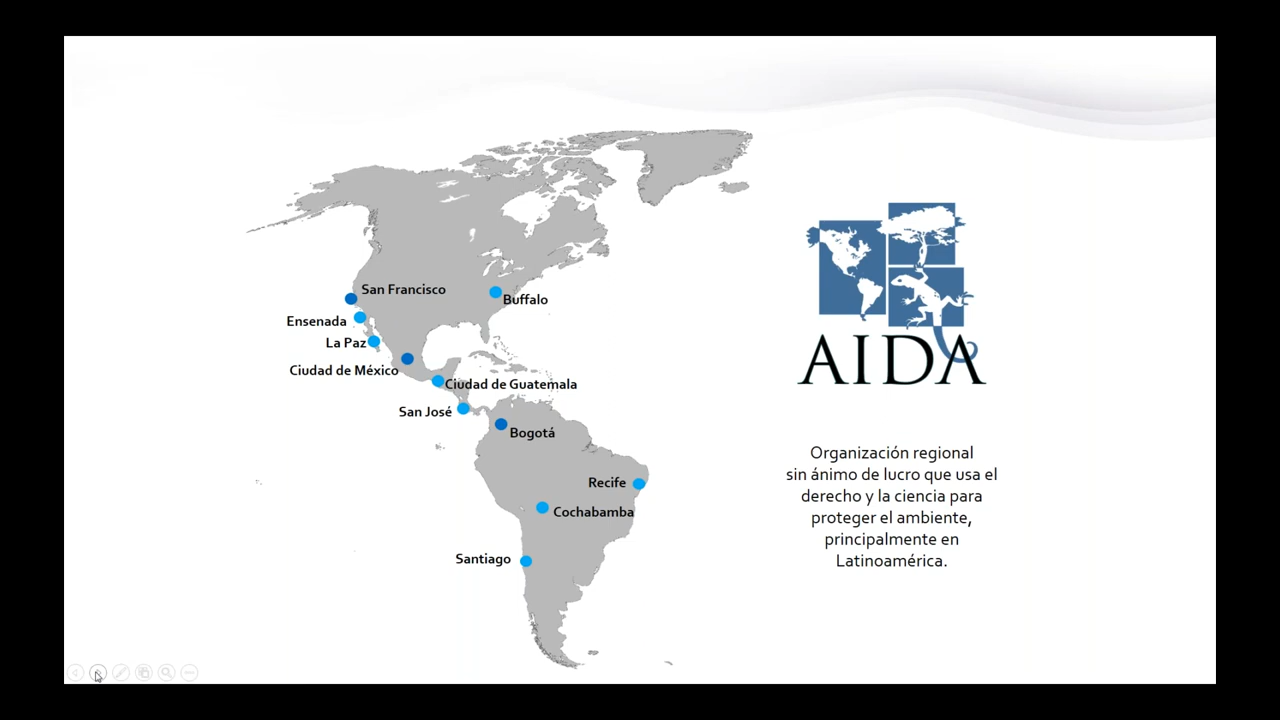 San Francisco
Buffalo
Ensenada
La Paz
Ciudad de México
Ciudad de Guatemala
San José
Bogotá
Recife
Cochabamba
Santiago
AIDA
Organización regional
sin ánimo de lucro que usa el
derecho y la ciencia para
proteger el ambiente,
principalmente en
Latinoamérica.